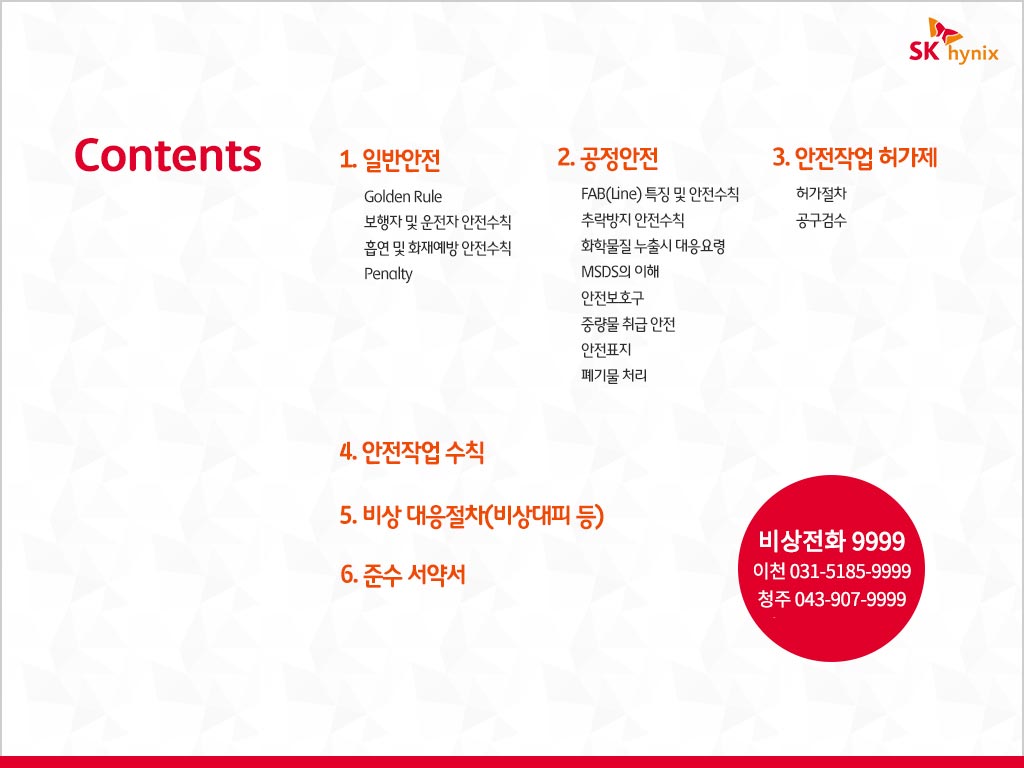 SK hynix
Contents
1. 일반안전
Golden Rule
보행자 및 운전자 안전수칙
흡연 및 화재예방 안전수칙
Penalty
2. 공정안전
FAB(Line) 특징 및 안전수칙
추락방지 안전수칙
화학물질 누출시 대응요령
MSDS의 이해
안전보호구
중량물 취급 안전
안전표지
폐기물 처리
3. 안전작업 허가제
허가절차
공구검수
4. 안전작업 수칙
5. 비상 대응절차(비상대피 등)
6. 준수 서약서
비상전화 9999
이천 031-5185-9999
청주 043-907-9999